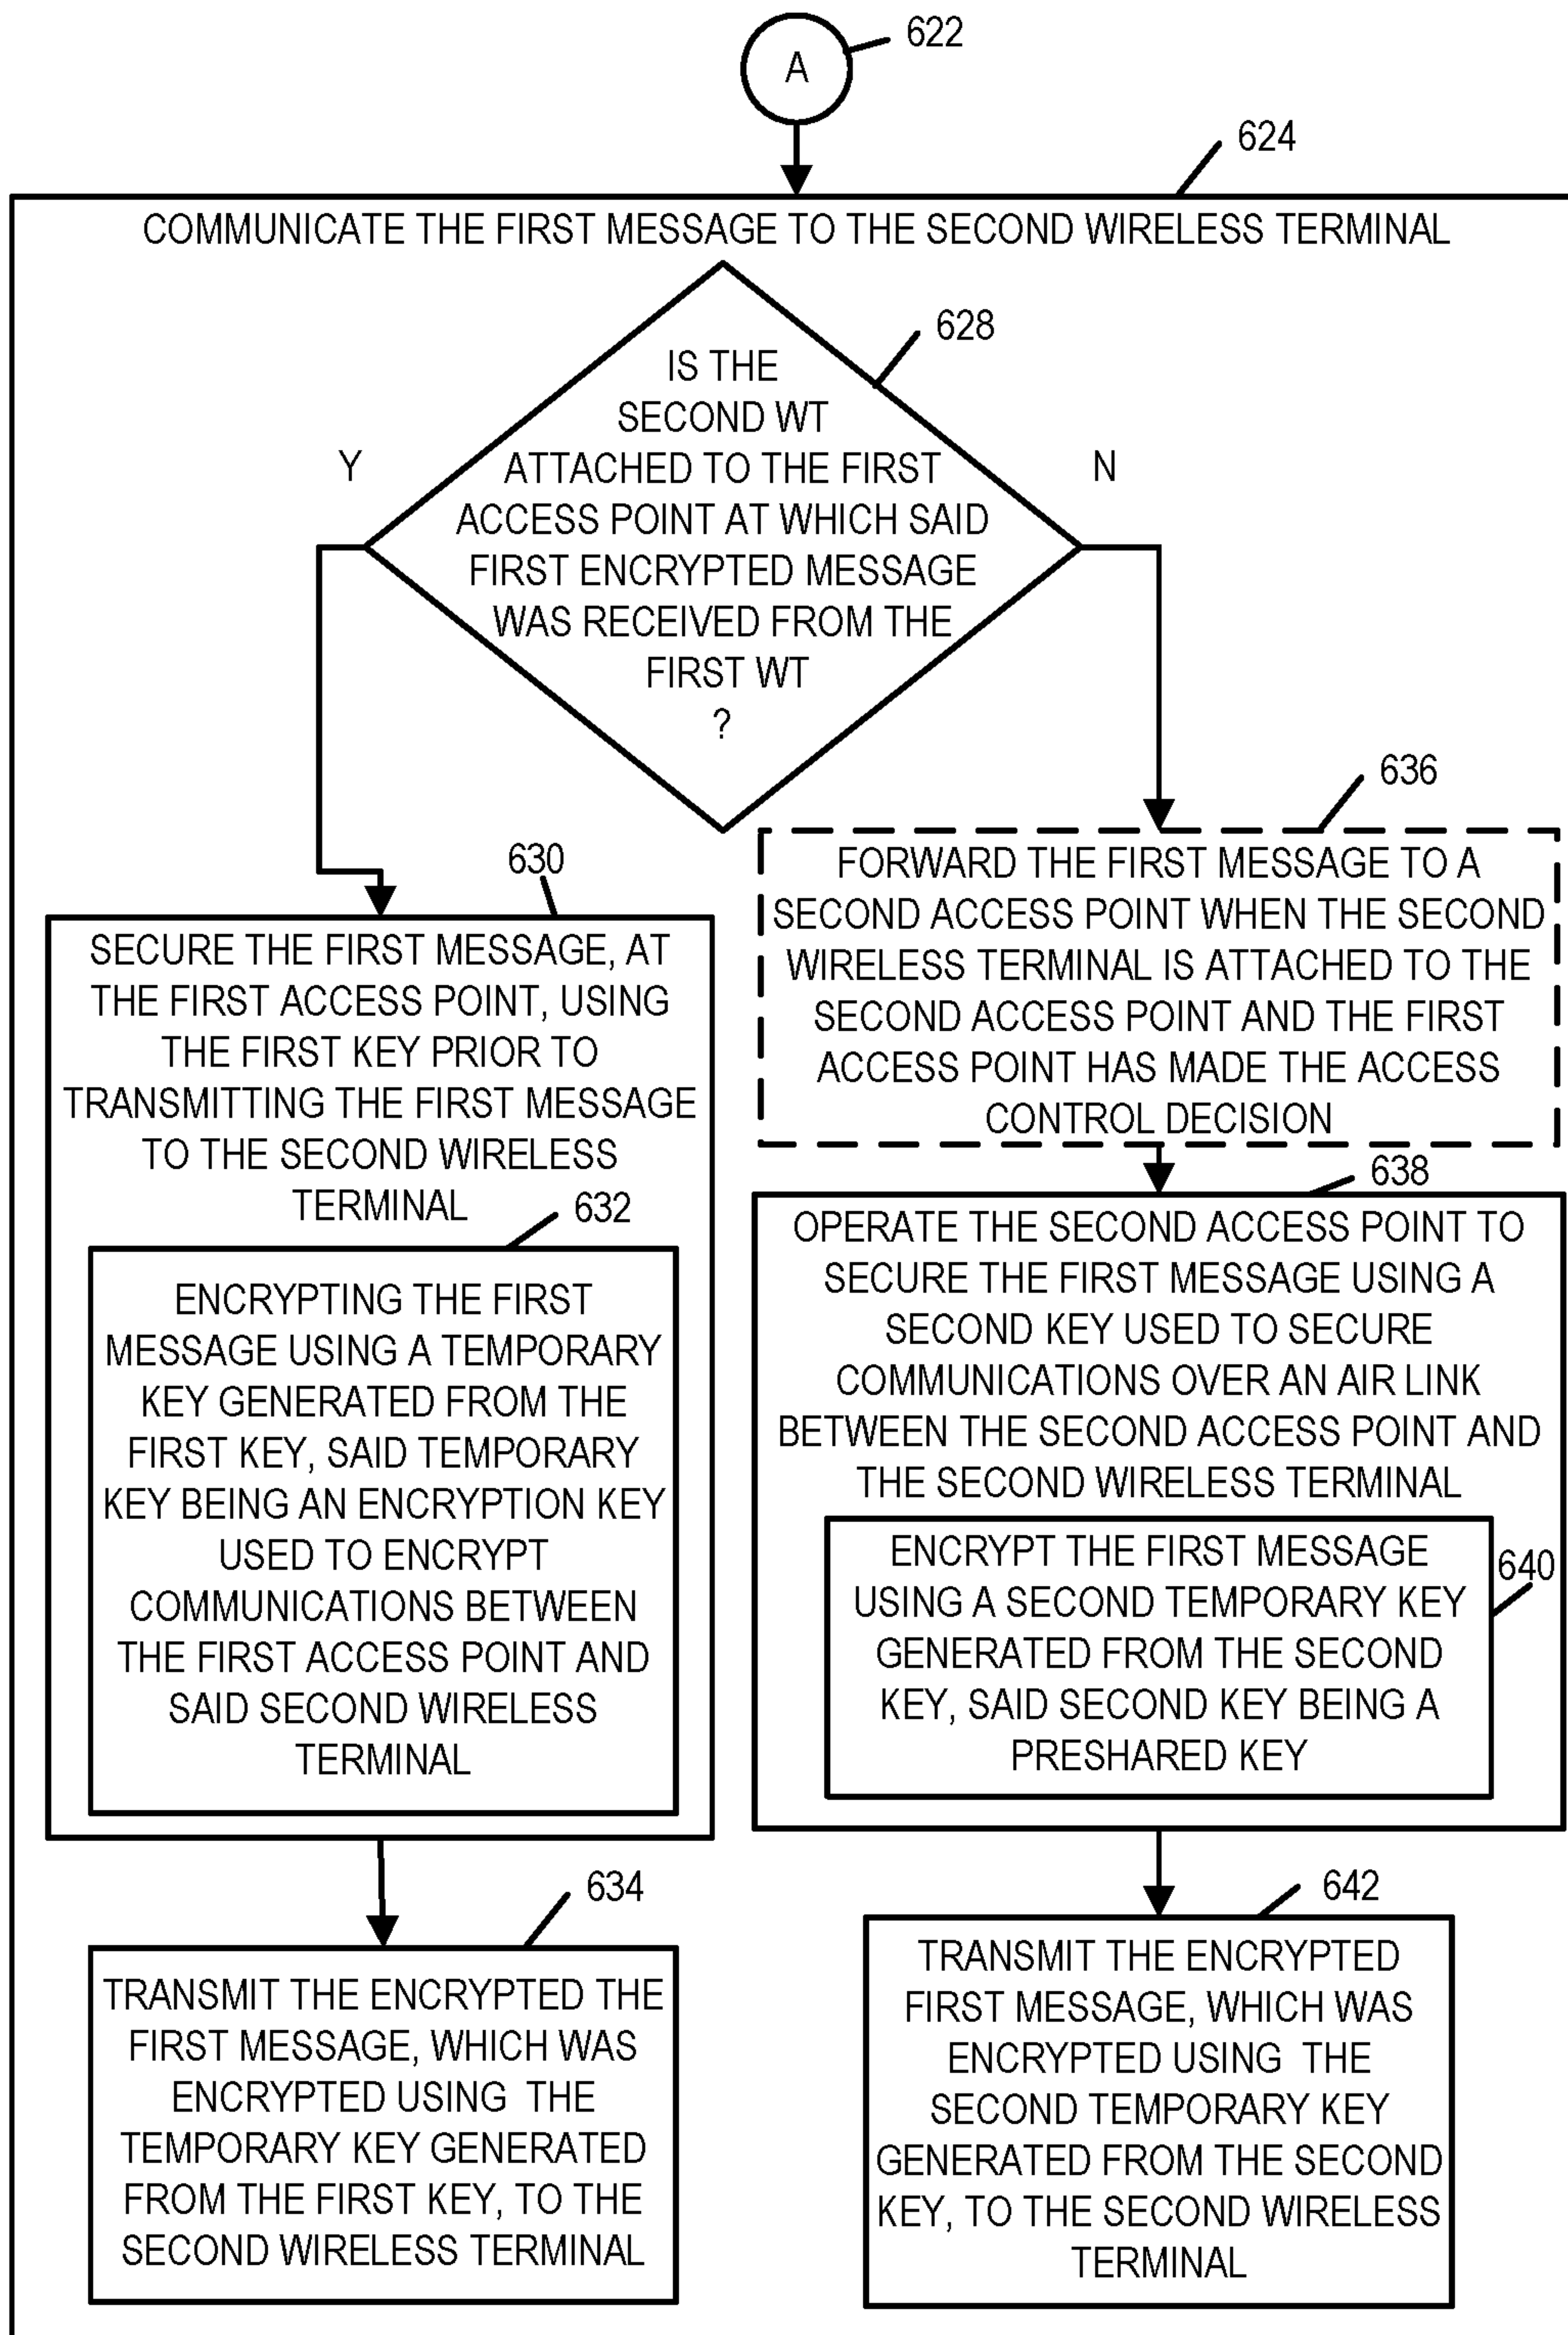 A
622
624
COMMUNICATE THE FIRST MESSAGE TO THE SECOND WIRELESS TERMINAL
628
IS THE
SECOND WT
ATTACHED TO THE FIRST
ACCESS POINT AT WHICH SAID
FIRST ENCRYPTED MESSAGE
WAS RECEIVED FROM THE
FIRST WT
?
Y
N
630
SECURE THE FIRST MESSAGE, AT
THE FIRST ACCESS POINT, USING
THE FIRST KEY PRIOR TO
TRANSMITTING THE FIRST MESSAGE
TO THE SECOND WIRELESS
TERMINAL
632
ENCRYPTING THE FIRST
MESSAGE USING A TEMPORARY
KEY GENERATED FROM THE
FIRST KEY, SAID TEMPORARY
KEY BEING AN ENCRYPTION KEY
USED TO ENCRYPT
COMMUNICATIONS BETWEEN
THE FIRST ACCESS POINT AND
SAID SECOND WIRELESS
TERMINAL
634
TRANSMIT THE ENCRYPTED THE
FIRST MESSAGE, WHICH WAS
ENCRYPTED USING THE
TEMPORARY KEY GENERATED
FROM THE FIRST KEY, TO THE
SECOND WIRELESS TERMINAL
636
FORWARD THE FIRST MESSAGE TO A
SECOND ACCESS POINT WHEN THE SECOND
WIRELESS TERMINAL IS ATTACHED TO THE
SECOND ACCESS POINT AND THE FIRST
ACCESS POINT HAS MADE THE ACCESS
CONTROL DECISION
638
OPERATE THE SECOND ACCESS POINT TO
SECURE THE FIRST MESSAGE USING A
SECOND KEY USED TO SECURE
COMMUNICATIONS OVER AN AIR LINK
BETWEEN THE SECOND ACCESS POINT AND
THE SECOND WIRELESS TERMINAL
640
ENCRYPT THE FIRST MESSAGE
USING A SECOND TEMPORARY KEY
GENERATED FROM THE SECOND
KEY, SAID SECOND KEY BEING A
PRESHARED KEY
642
TRANSMIT THE ENCRYPTED
FIRST MESSAGE, WHICH WAS
ENCRYPTED USING THE
SECOND TEMPORARY KEY
GENERATED FROM THE SECOND
KEY, TO THE SECOND WIRELESS
TERMINAL